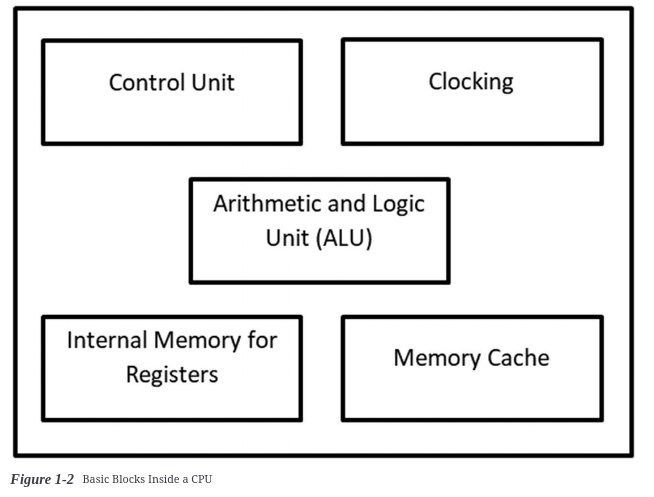 Control Unit
Clocking
Arithmetic and Logic
Unit (ALU)
Internal Memory for
Registers
Memory Cache
Figure 1-2 Basic Blocks Inside a CPU